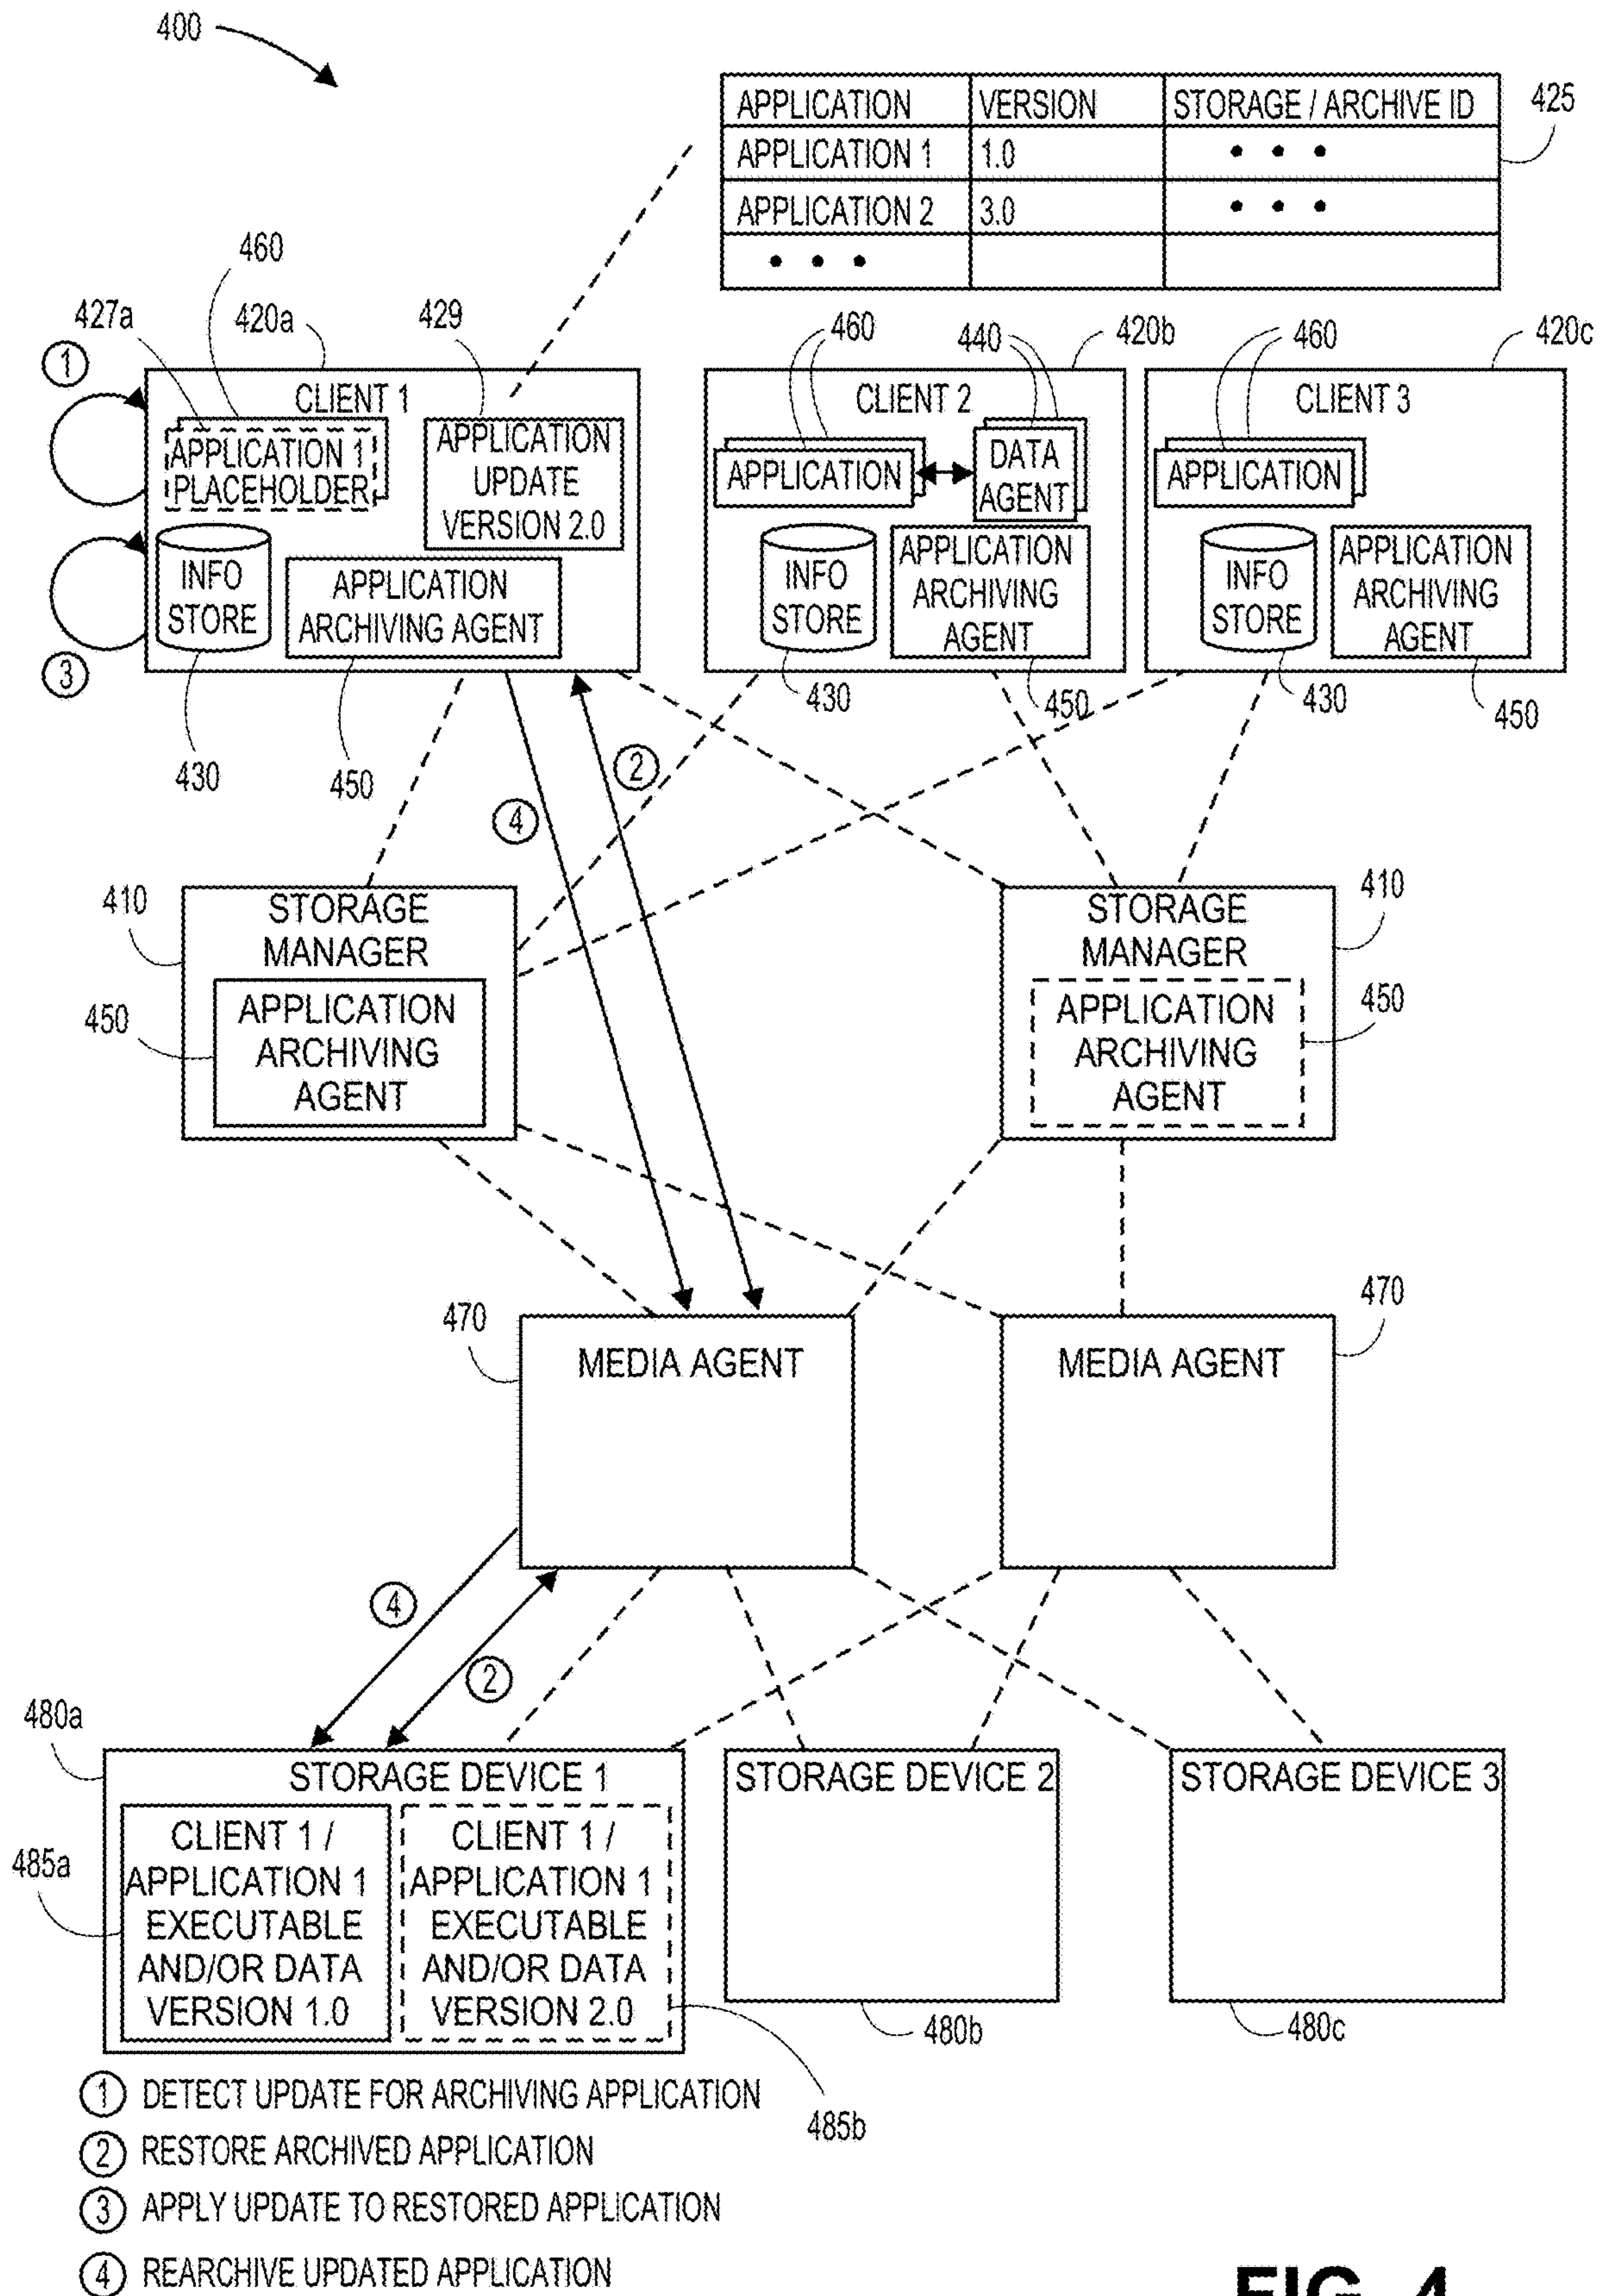 400
APPLICATION VERSION STORAGE / ARCHIVE ID
425
APPLICATION 1 1.0 • • •
APPLICATION 2 3.0 • • •
• • •
460
427a
420a
429
460
440
420b
460
420c
1
CLIENT 1
APPLICATION 1
PLACEHOLDER
APPLICATION
UPDATE
VERSION 2.0
INFO
STORE
APPLICATION
ARCHIVING AGENT
3
430
450
CLIENT 2
APPLICATION
DATA
AGENT
INFO
STORE
APPLICATION
ARCHIVING
AGENT
430
450
CLIENT 3
APPLICATION
INFO
STORE
APPLICATION
ARCHIVING
AGENT
430
450
2
4
410
STORAGE
MANAGER
450
APPLICATION
ARCHIVING
AGENT
STORAGE
MANAGER
410
APPLICATION
ARCHIVING
AGENT
450
470
MEDIA AGENT
MEDIA AGENT
470
4
2
480a
STORAGE DEVICE 1
485a
CLIENT 1 /
APPLICATION 1
EXECUTABLE
AND/OR DATA
VERSION 1.0
CLIENT 1 /
APPLICATION 1
EXECUTABLE
AND/OR DATA
VERSION 2.0
485b
STORAGE DEVICE 2
480b
STORAGE DEVICE 3
480c
1 DETECT UPDATE FOR ARCHIVING APPLICATION
2 RESTORE ARCHIVED APPLICATION
3 APPLY UPDATE TO RESTORED APPLICATION
4 REARCHIVE UPDATED APPLICATION
FIG. 4